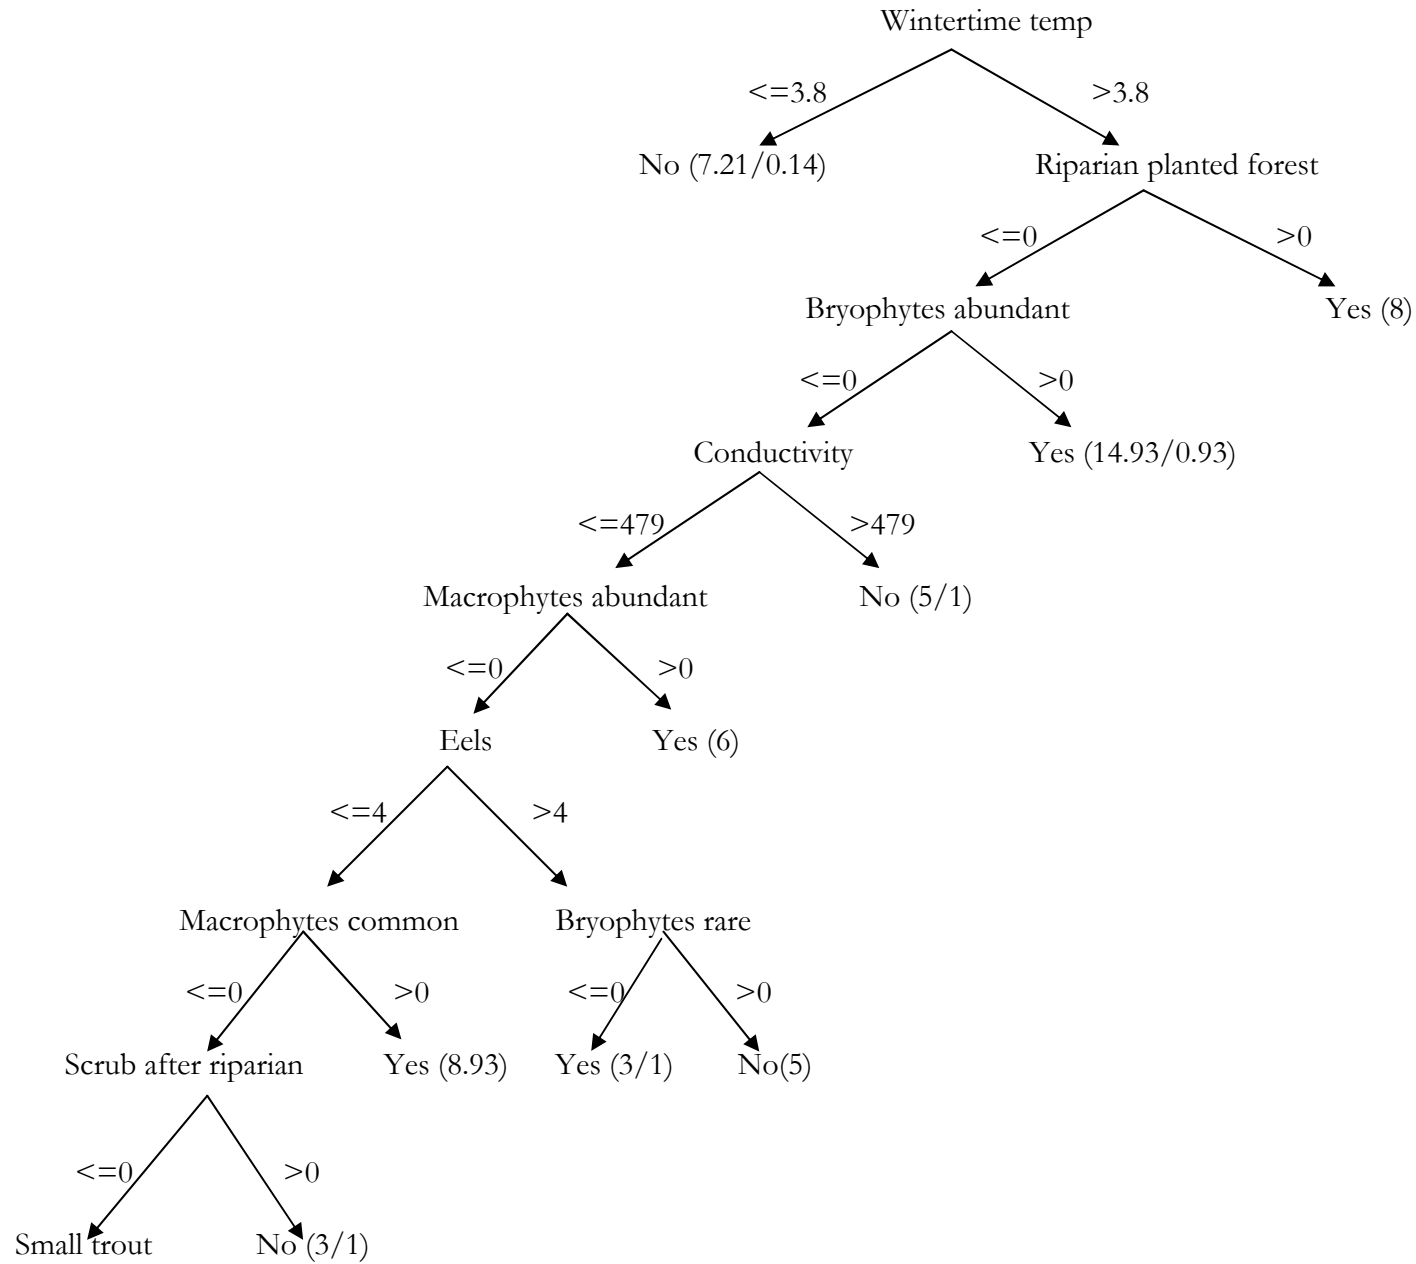 Wintertime temp
<=3.8
>3.8
No (7.21/0.14)
Riparian planted forest
<=0
>0
Bryophytes abundant
Yes (8)
<=0
>0
Conductivity
Yes (14.93/0.93)
<=479
>479
Macrophytes abundant
No (5/1)
<=0
>0
Eels
Yes (6)
<=4
>4
Macrophytes common
Bryophytes rare
<=0
>0
<=0
>0
Scrub after riparian
Yes (8.93)
Yes (3/1)
No(5)
<=0
>0
Small trout
No (3/1)